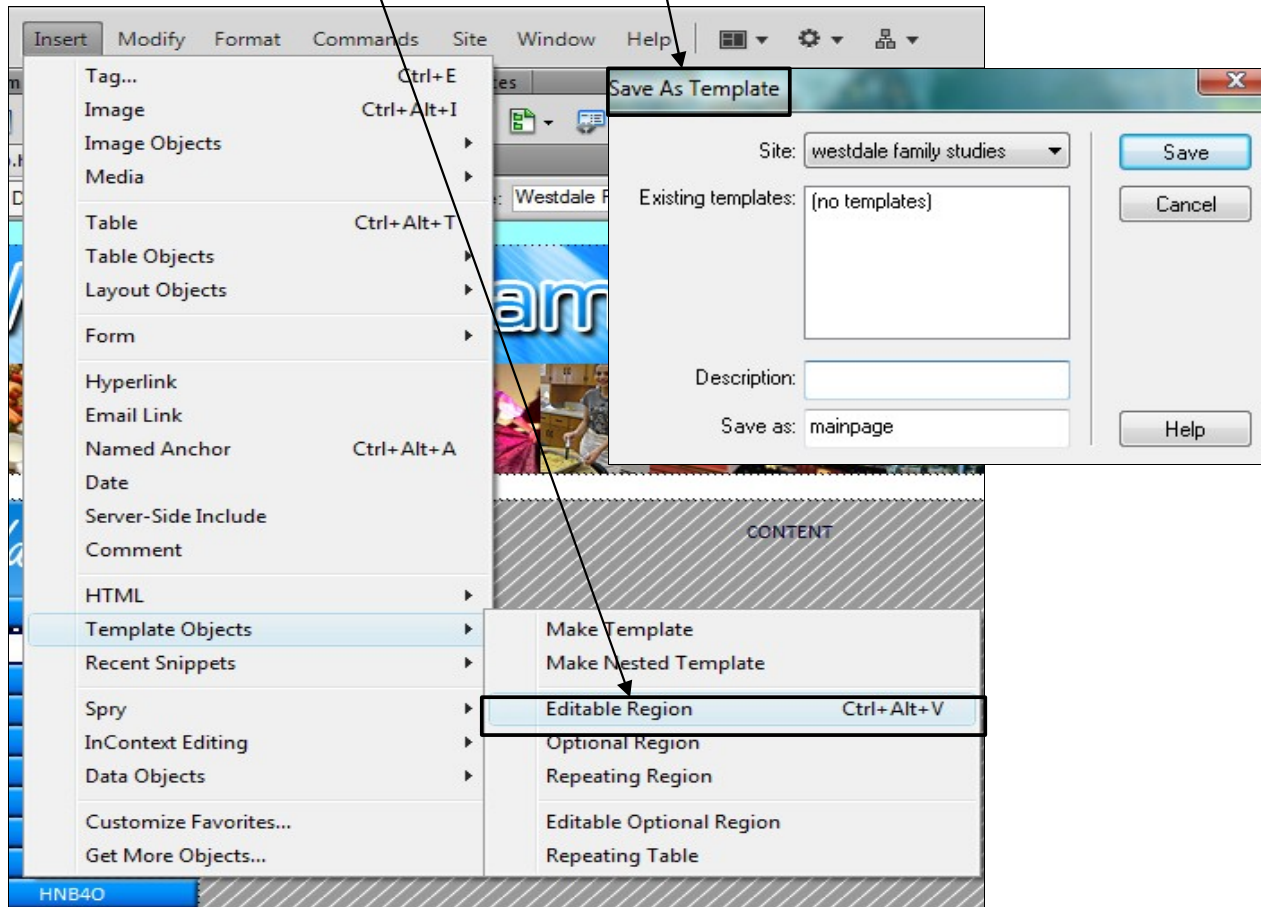 Insert Modify Format Commands Site Window Help
Tag... Ctrl+E
Image Ctrl+Alt+I
Image Objects
Media
Table Ctrl+Alt+T
Table Objects
Layout Objects
Form
Hyperlink
Email Link
Named Anchor Ctrl+Alt+A
Date
Server-Side Include
Comment
HTML
Template Objects
Recent Snippets
Spry
InContext Editing
Data Objects
Customize Favorites...
Get More Objects...
HNB4O
Westdale F
am
CONTENT
Make Template
Make Nested Template
Editable Region Ctrl+Alt+V
Optional Region
Repeating Region
Editable Optional Region
Repeating Table
Save As Template
Site: westdale family studies
Existing templates: (no templates)
Description:
Save as: mainpage
Save
Cancel
Help